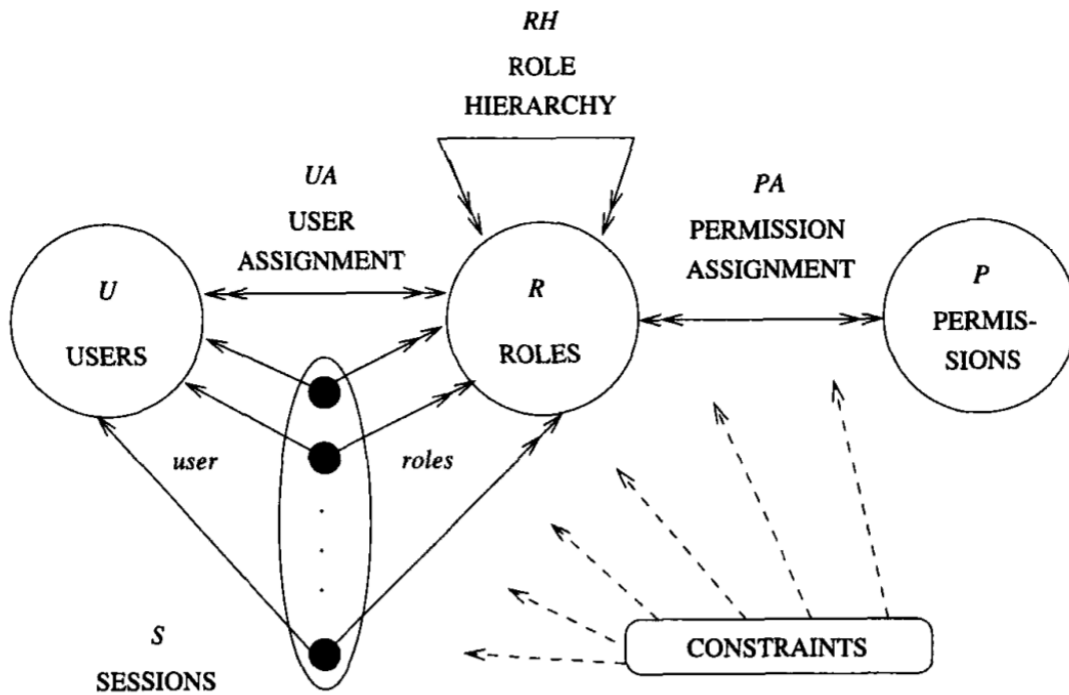 RH
ROLE
HIERARCHY
UA
USER
ASSIGNMENT
PA
PERMISSION
ASSIGNMENT
U
USERS
R
ROLES
P
PERMIS-
SIONS
user
roles
S
SESSIONS
CONSTRAINTS